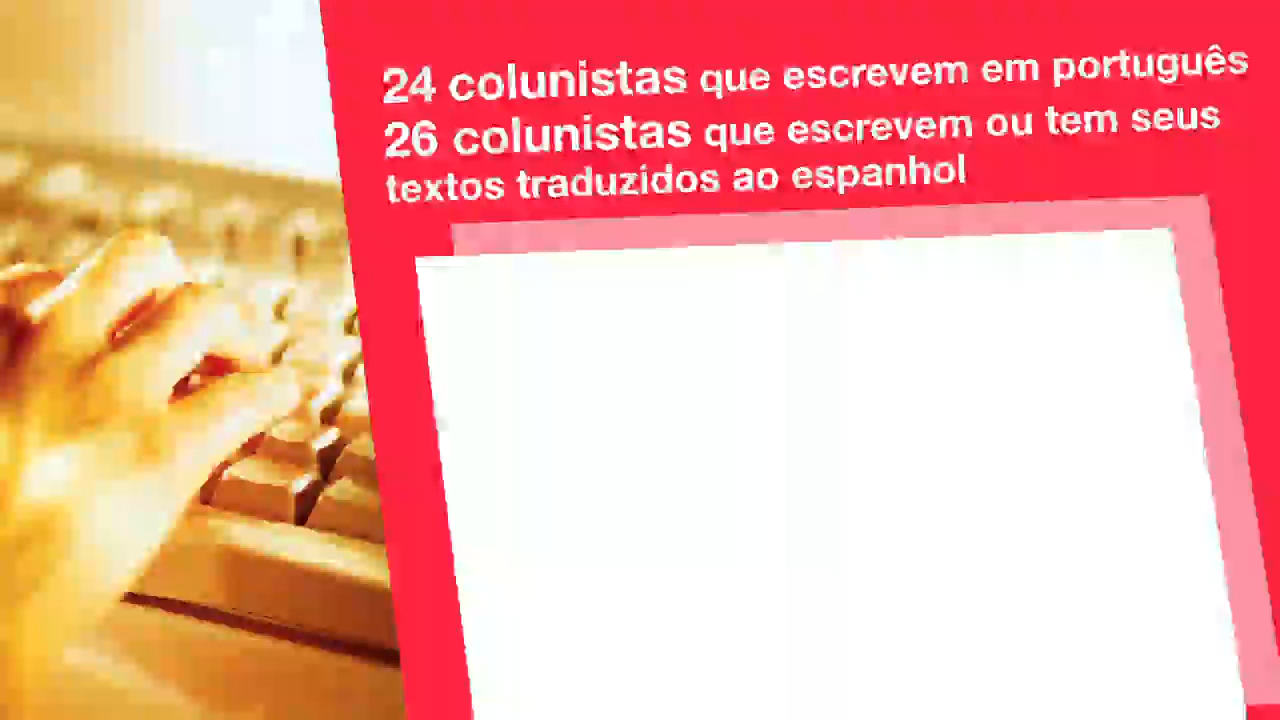 24 colunistas que escrevem em português
26 colunistas que escrevem ou tem seus
textos traduzidos ao espanhol